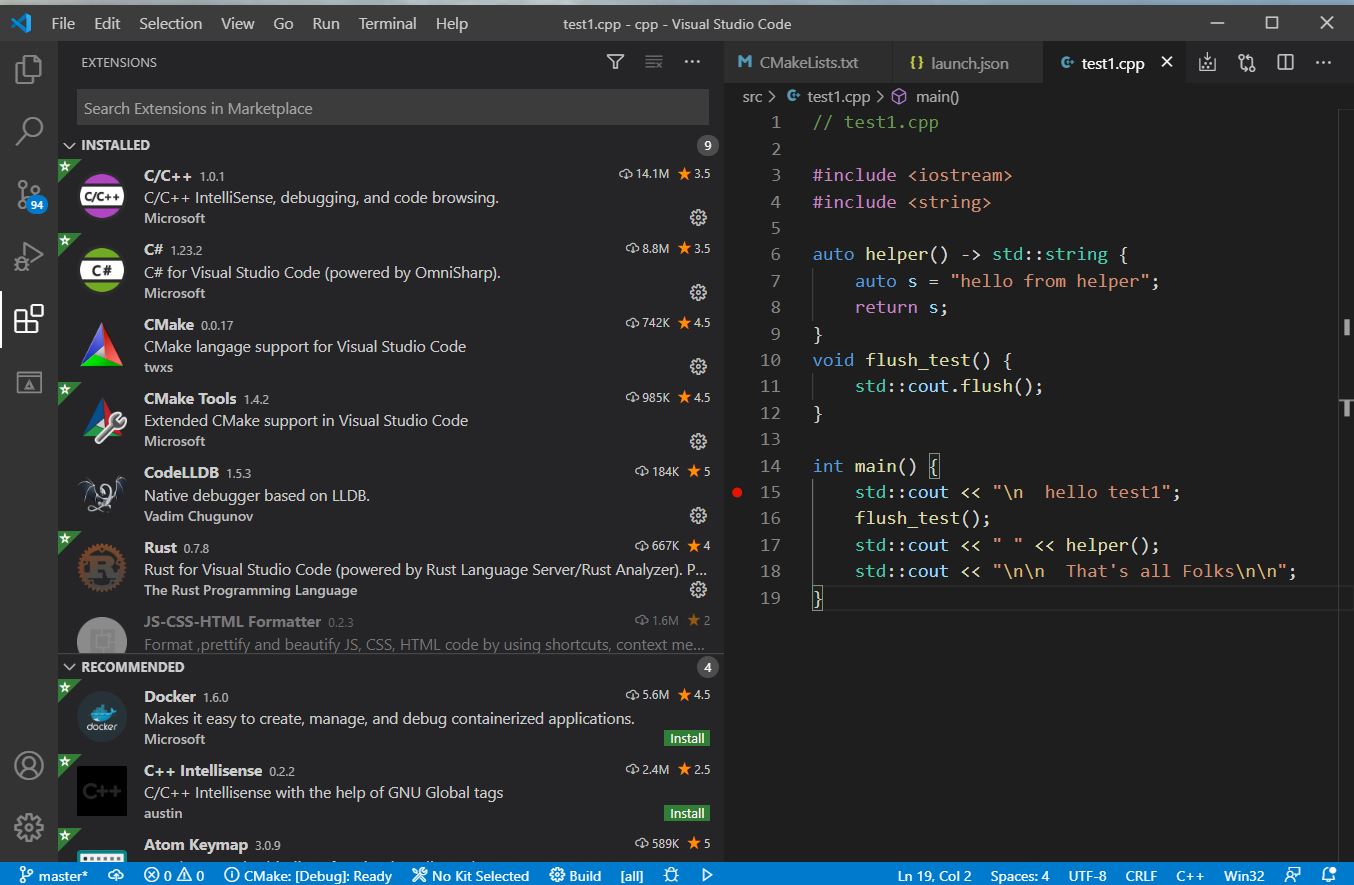 File Edit Selection View Go Run Terminal Help test1.cpp - cpp - Visual Studio Code
EXTENSIONS
Search Extensions in Marketplace
INSTALLED 9
C/C++
C/C++ 1.0.1 14.1M 3.5
C/C++ IntelliSense, debugging, and code browsing.
Microsoft
C#
C# 1.23.2 8.8M 3.5
C# for Visual Studio Code (powered by OmniSharp).
Microsoft
CMake 0.0.17 742K 4.5
CMake langage support for Visual Studio Code
twxs
CMake Tools 1.4.2 985K 4.5
Extended CMake support in Visual Studio Code
Microsoft
CodeLLDB 1.5.3 184K 5
Native debugger based on LLDB.
Vadim Chugunov
Rust 0.7.8 667K 4
Rust for Visual Studio Code (powered by Rust Language Server/Rust Analyzer). P...
The Rust Programming Language
JS-CSS-HTML Formatter 0.2.3 1.6M 2
Format ,prettify and beautify JS, CSS, HTML code by using shortcuts, context me...
RECOMMENDED 4
docker
Docker 1.6.0 5.6M 4.5
Makes it easy to create, manage, and debug containerized applications.
Microsoft Install
C++
C++ Intellisense 0.2.2 2.4M 2.5
C/C++ Intellisense with the help of GNU Global tags
austin Install
Atom Keymap 3.0.9 589K 5
94
CMakeLists.txt launch.json test1.cpp
src > test1.cpp > main()
1 // test1.cpp
2
3 #include <iostream>
4 #include <string>
5
6 auto helper() -> std::string {
7 auto s = "hello from helper";
8 return s;
9 }
10 void flush_test() {
11 std::cout.flush();
12 }
13
14 int main() {
15 std::cout << "\n  hello test1";
16 flush_test();
17 std::cout << " " << helper();
18 std::cout << "\n\n  That's all Folks\n\n";
19 }
master* 0 0 CMake: [Debug]: Ready No Kit Selected Build [all] Ln 19, Col 2 Spaces: 4 UTF-8 CRLF C++ Win32